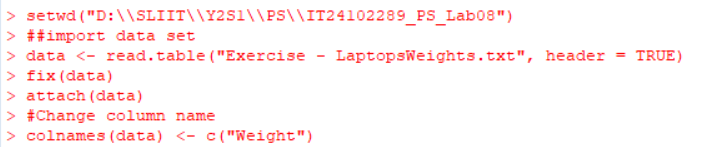 > setwd("D:\\SLIIT\\Y2S1\\PS\\IT24102289_PS_Lab08")
> ##import data set
> data <- read.table("Exercise - LaptopsWeights.txt", header = TRUE)
> fix(data)
> attach(data)
> #Change column name
> colnames(data) <- c("Weight")